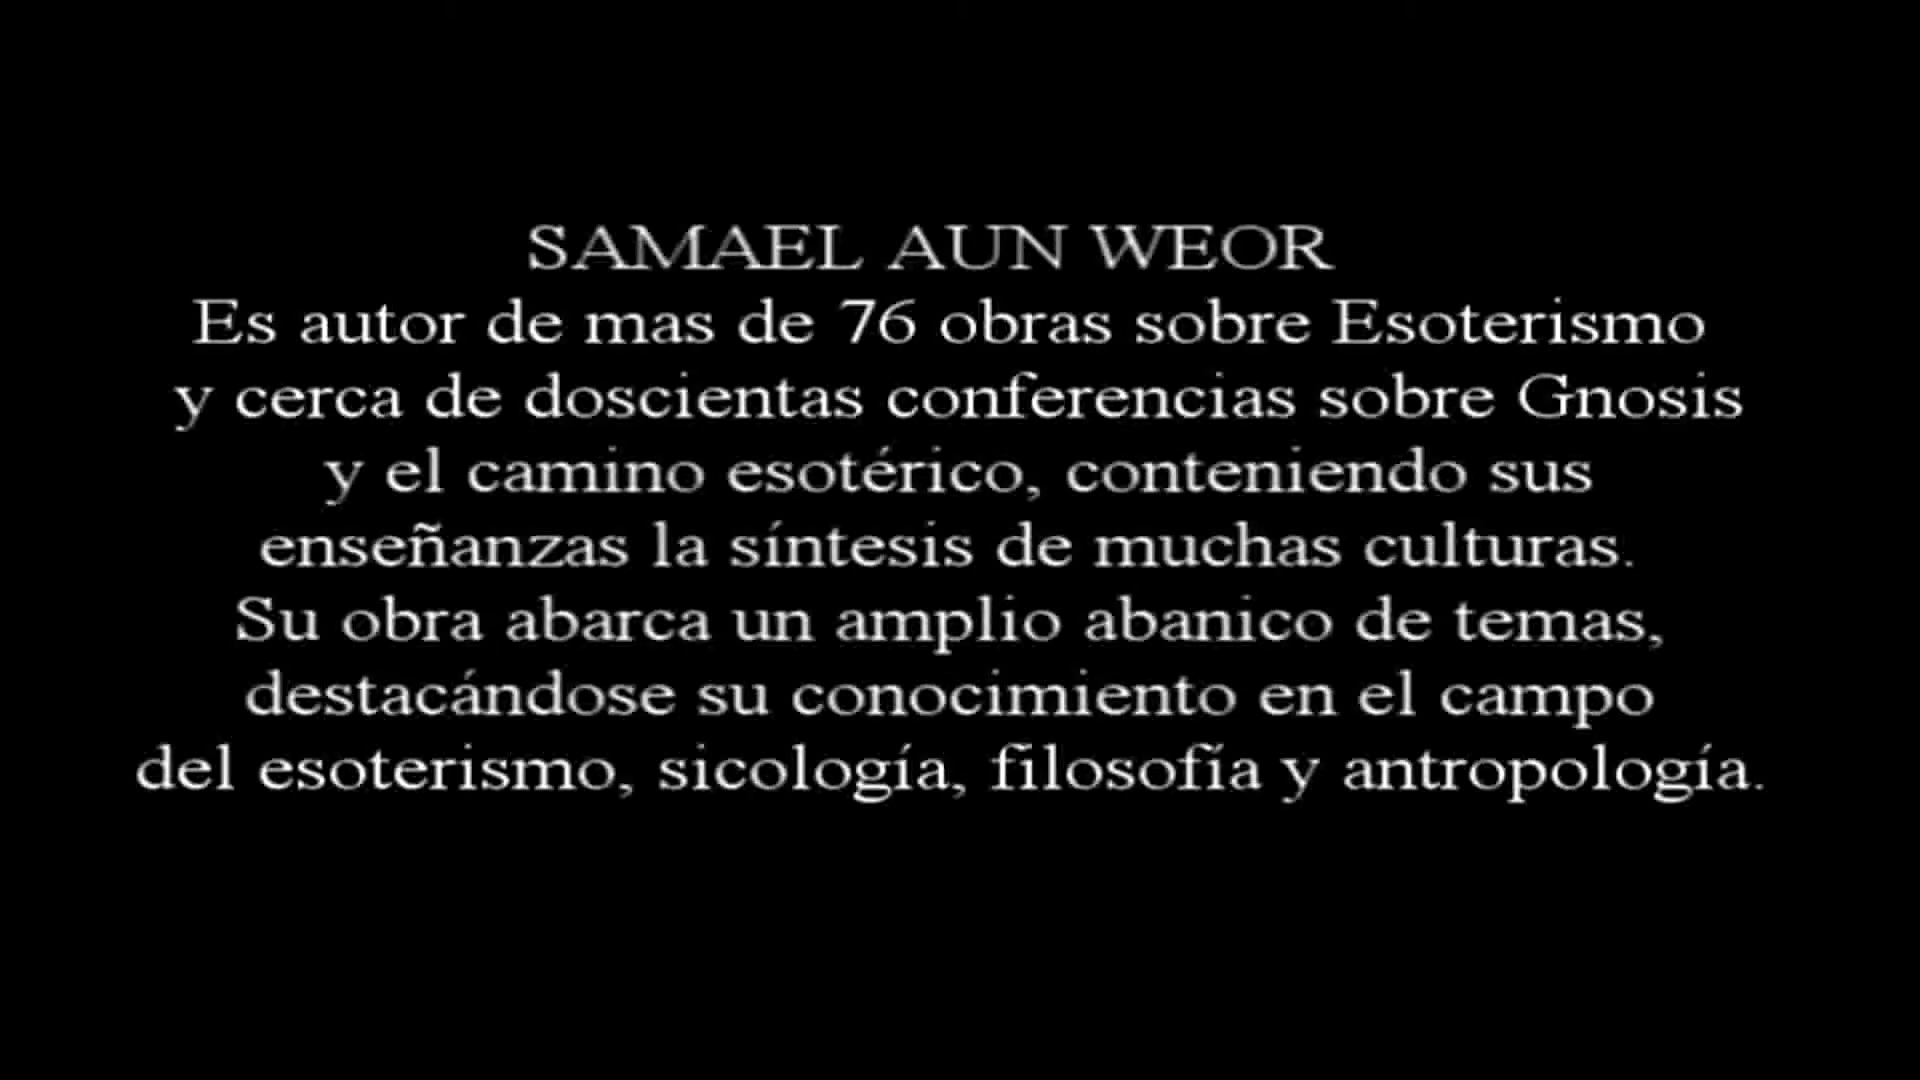 SAMAEL AUN WEOR
Es autor de mas de 76 obras sobre Esoterismo
y cerca de doscientas conferencias sobre Gnosis
y el camino esotérico, conteniendo sus
enseñanzas la síntesis de muchas culturas.
Su obra abarca un amplio abanico de temas,
destacándose su conocimiento en el campo
del esoterismo, sicología, filosofía y antropología.